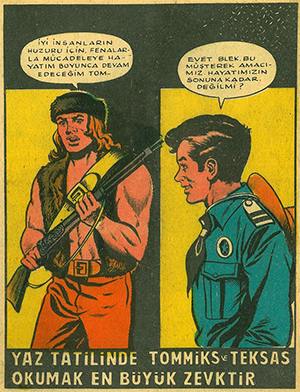 İYİ İNSANLARIN
HUZURU İÇİN, FENALAR-
LA MÜCADELEYE HA-
YATIM BOYUNCA DEVAM
EDECEĞİM TOM...
EVET BLEK, BU
MÜŞTEREK AMACI-
MIZ, HAYATIMIZIN
SONUNA KADAR,
DEĞİLMİ?
YAZ TATİLİNDE TOMMİKS ve TEKSAS
OKUMAK EN BÜYÜK ZEVKTİR